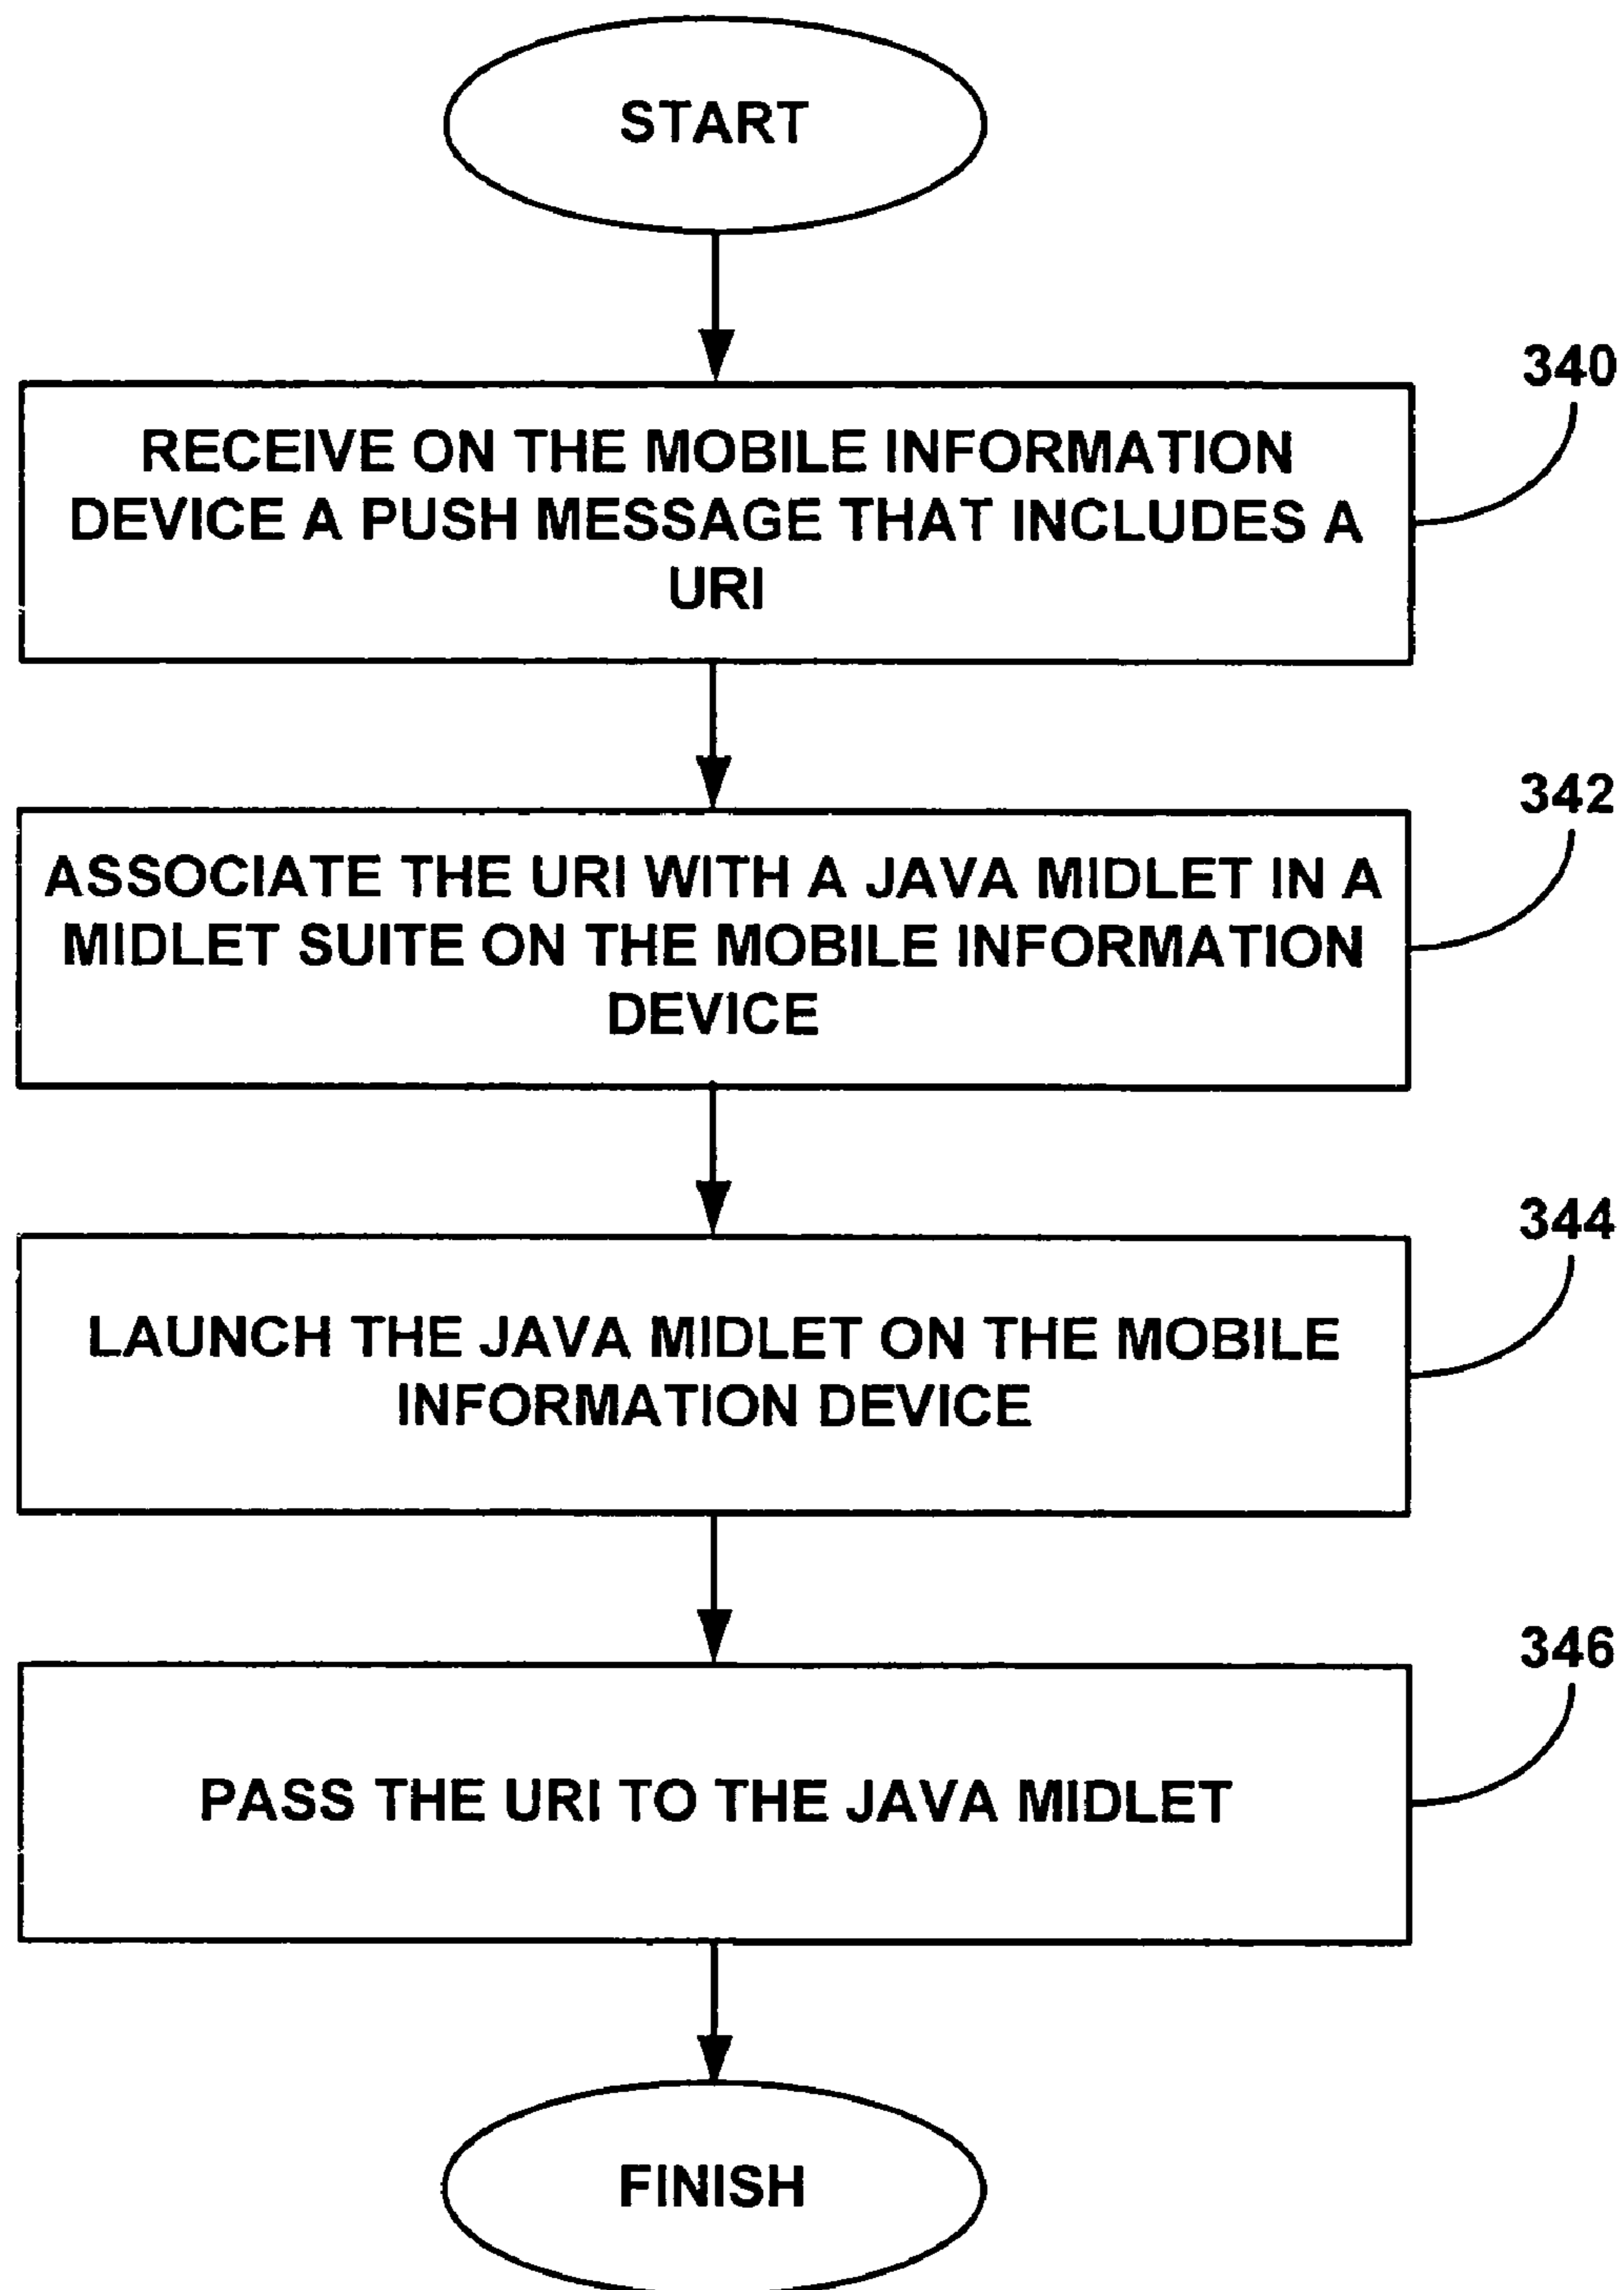 START
340
RECEIVE ON THE MOBILE INFORMATION
DEVICE A PUSH MESSAGE THAT INCLUDES A
URI
342
ASSOCIATE THE URI WITH A JAVA MIDLET IN A
MIDLET SUITE ON THE MOBILE INFORMATION
DEVICE
344
LAUNCH THE JAVA MIDLET ON THE MOBILE
INFORMATION DEVICE
346
PASS THE URI TO THE JAVA MIDLET
FINISH